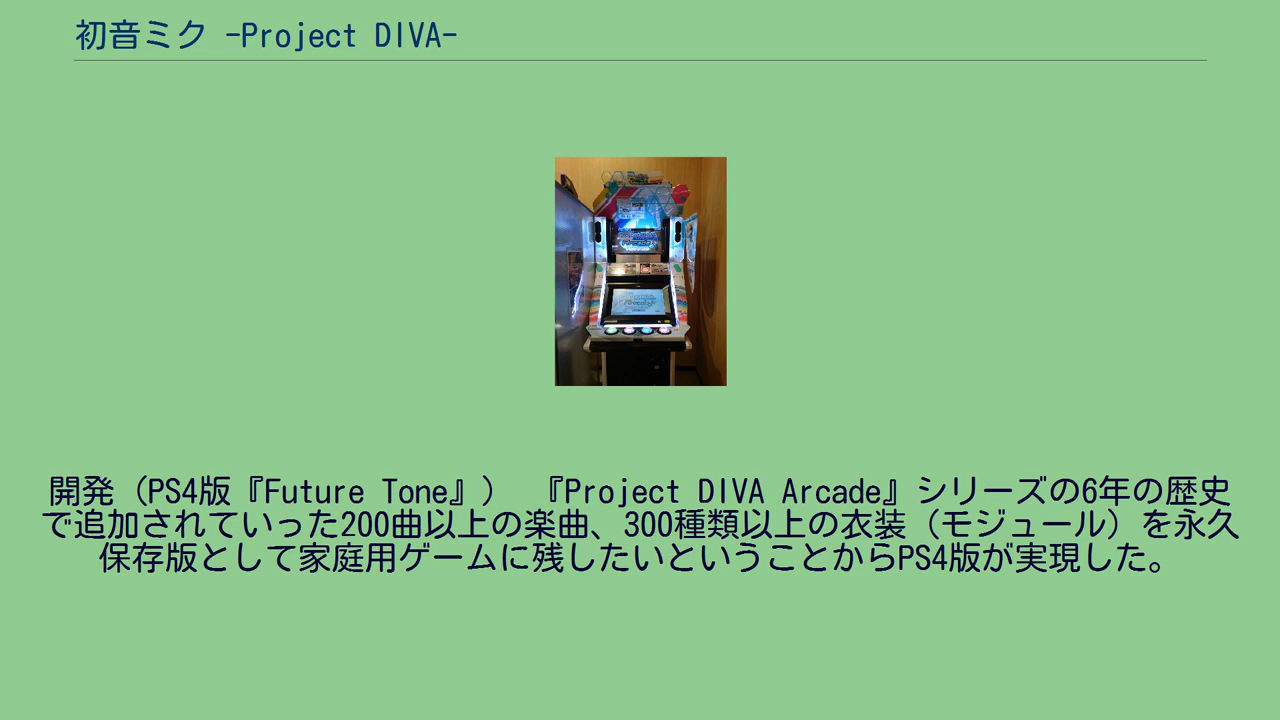 初音ミク -Project DIVA-
開発（PS4版『Future Tone』） 『Project DIVA Arcade』シリーズの6年の歴史
で追加されていった200曲以上の楽曲、300種類以上の衣装（モジュール）を永久
保存版として家庭用ゲームに残したいということからPS4版が実現した。